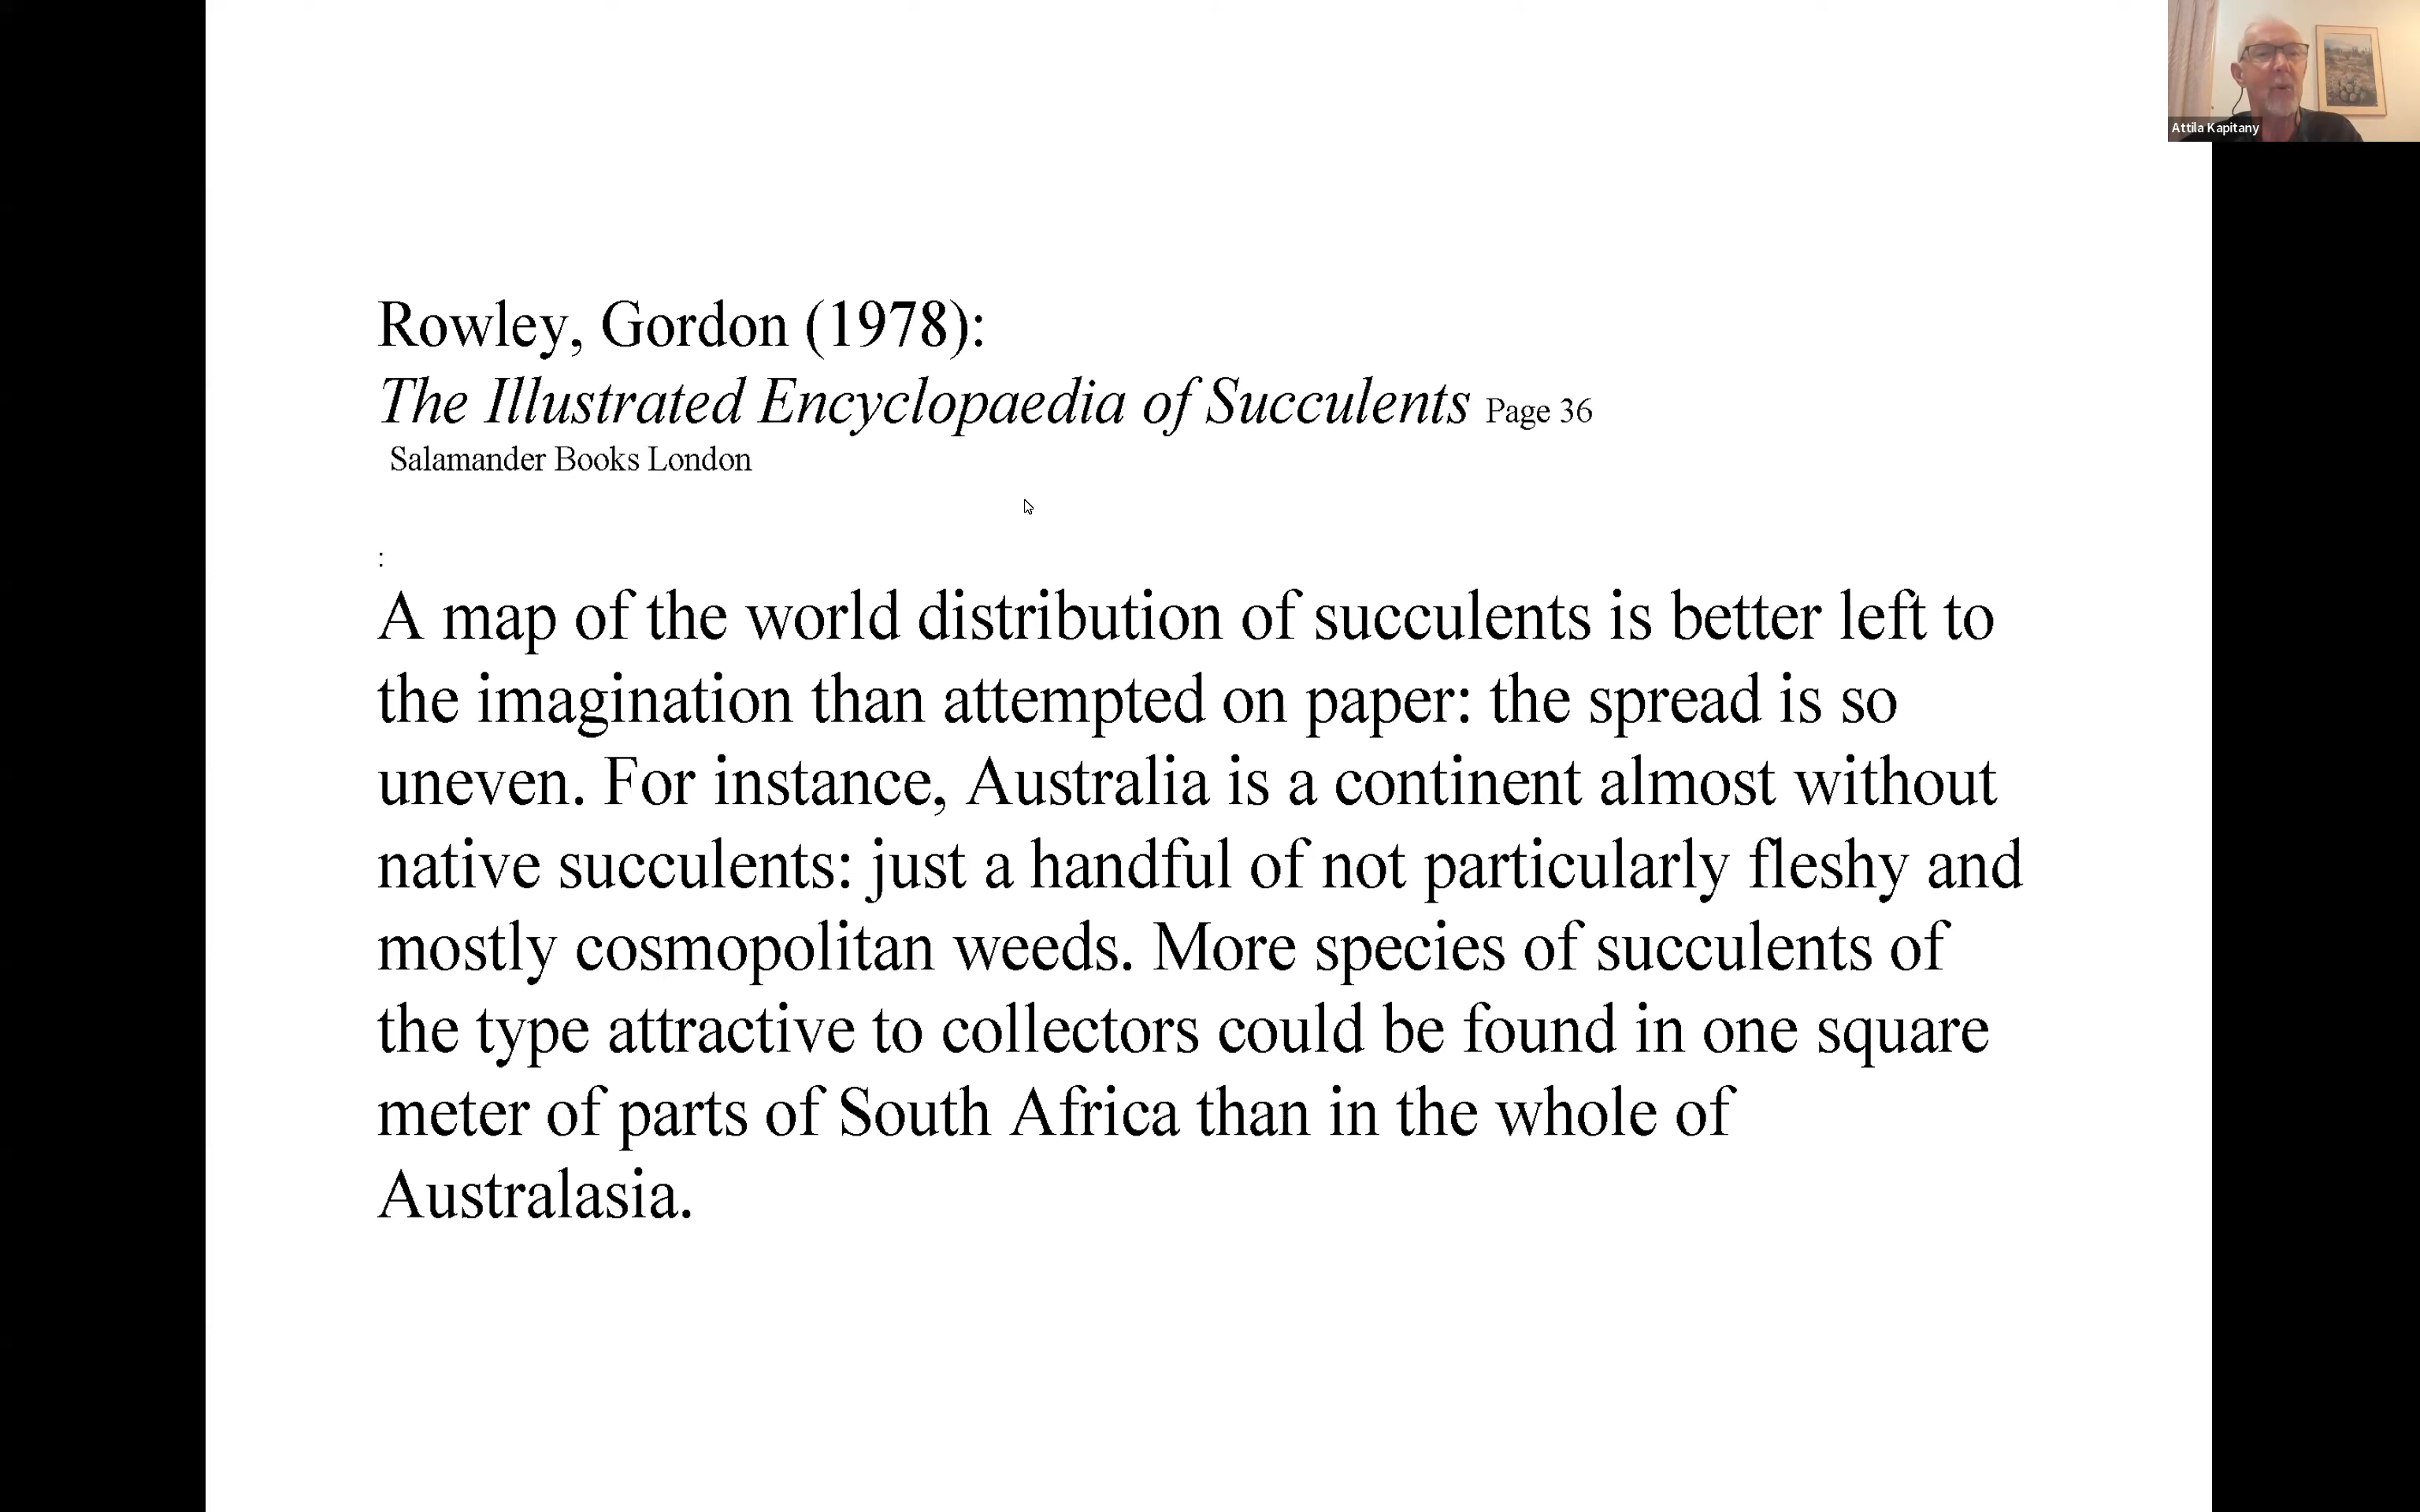 Attila Kapitany
Rowley, Gordon (1978):
The Illustrated Encyclopaedia of Succulents Page 36
Salamander Books London
:
A map of the world distribution of succulents is better left to
the imagination than attempted on paper: the spread is so
uneven. For instance, Australia is a continent almost without
native succulents: just a handful of not particularly fleshy and
mostly cosmopolitan weeds. More species of succulents of
the type attractive to collectors could be found in one square
meter of parts of South Africa than in the whole of
Australasia.